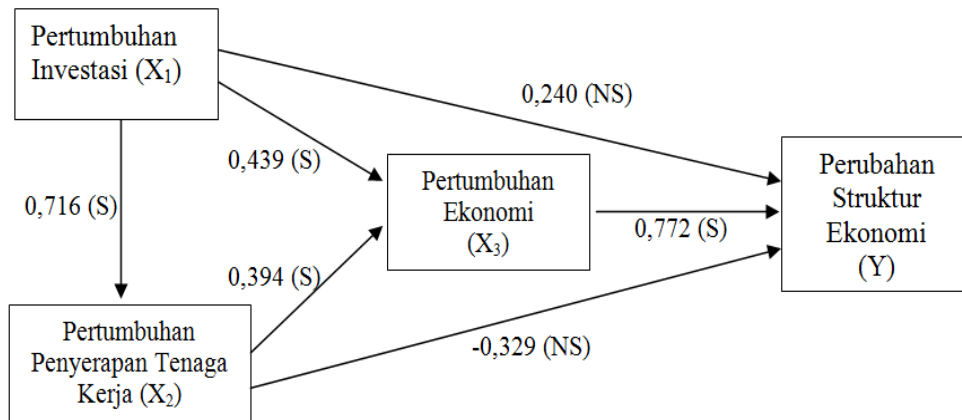 Pertumbuhan
Investasi (X₁)
0,240 (NS)
0,439 (S)
Perubahan
Struktur
Ekonomi
(Y)
Pertumbuhan
Ekonomi
(X₃)
0,716 (S)
0,772 (S)
0,394 (S)
Pertumbuhan
Penyerapan Tenaga
Kerja (X₂)
-0,329 (NS)